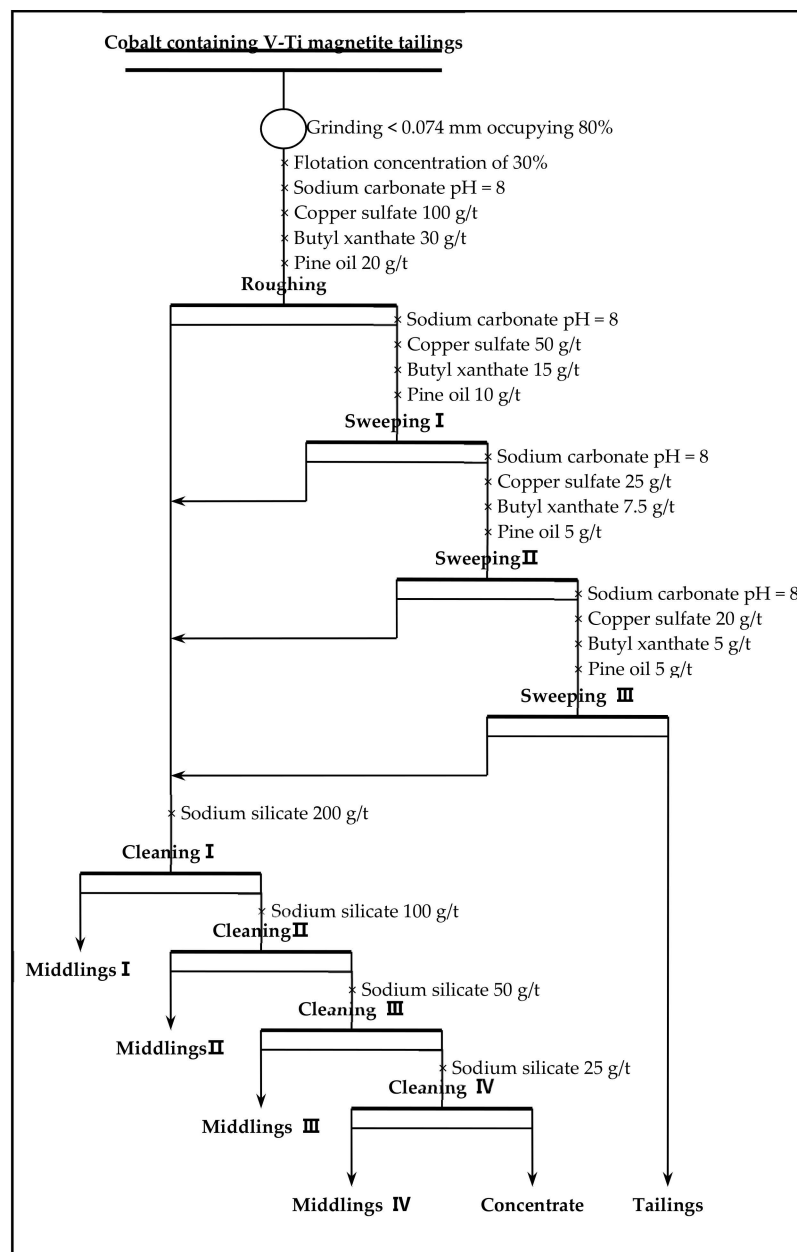 Cobalt containing V-Ti magnetite tailings
Grinding < 0.074 mm occupying 80%
Flotation concentration of 30%
Sodium carbonate pH = 8
Copper sulfate 100 g/t
Butyl xanthate 30 g/t
Pine oil 20 g/t
Roughing
Sodium carbonate pH = 8
Copper sulfate 50 g/t
Butyl xanthate 15 g/t
Pine oil 10 g/t
Sweeping Ⅰ
Sodium carbonate pH = 8
Copper sulfate 25 g/t
Butyl xanthate 7.5 g/t
Pine oil 5 g/t
Sweeping Ⅱ
Sodium carbonate pH = 8
Copper sulfate 20 g/t
Butyl xanthate 5 g/t
Pine oil 5 g/t
Sweeping Ⅲ
Sodium silicate 200 g/t
Cleaning Ⅰ
Sodium silicate 100 g/t
Cleaning Ⅱ
Middlings Ⅰ
Sodium silicate 50 g/t
Cleaning Ⅲ
Middlings Ⅱ
Sodium silicate 25 g/t
Cleaning Ⅳ
Middlings Ⅲ
Middlings Ⅳ
Concentrate
Tailings